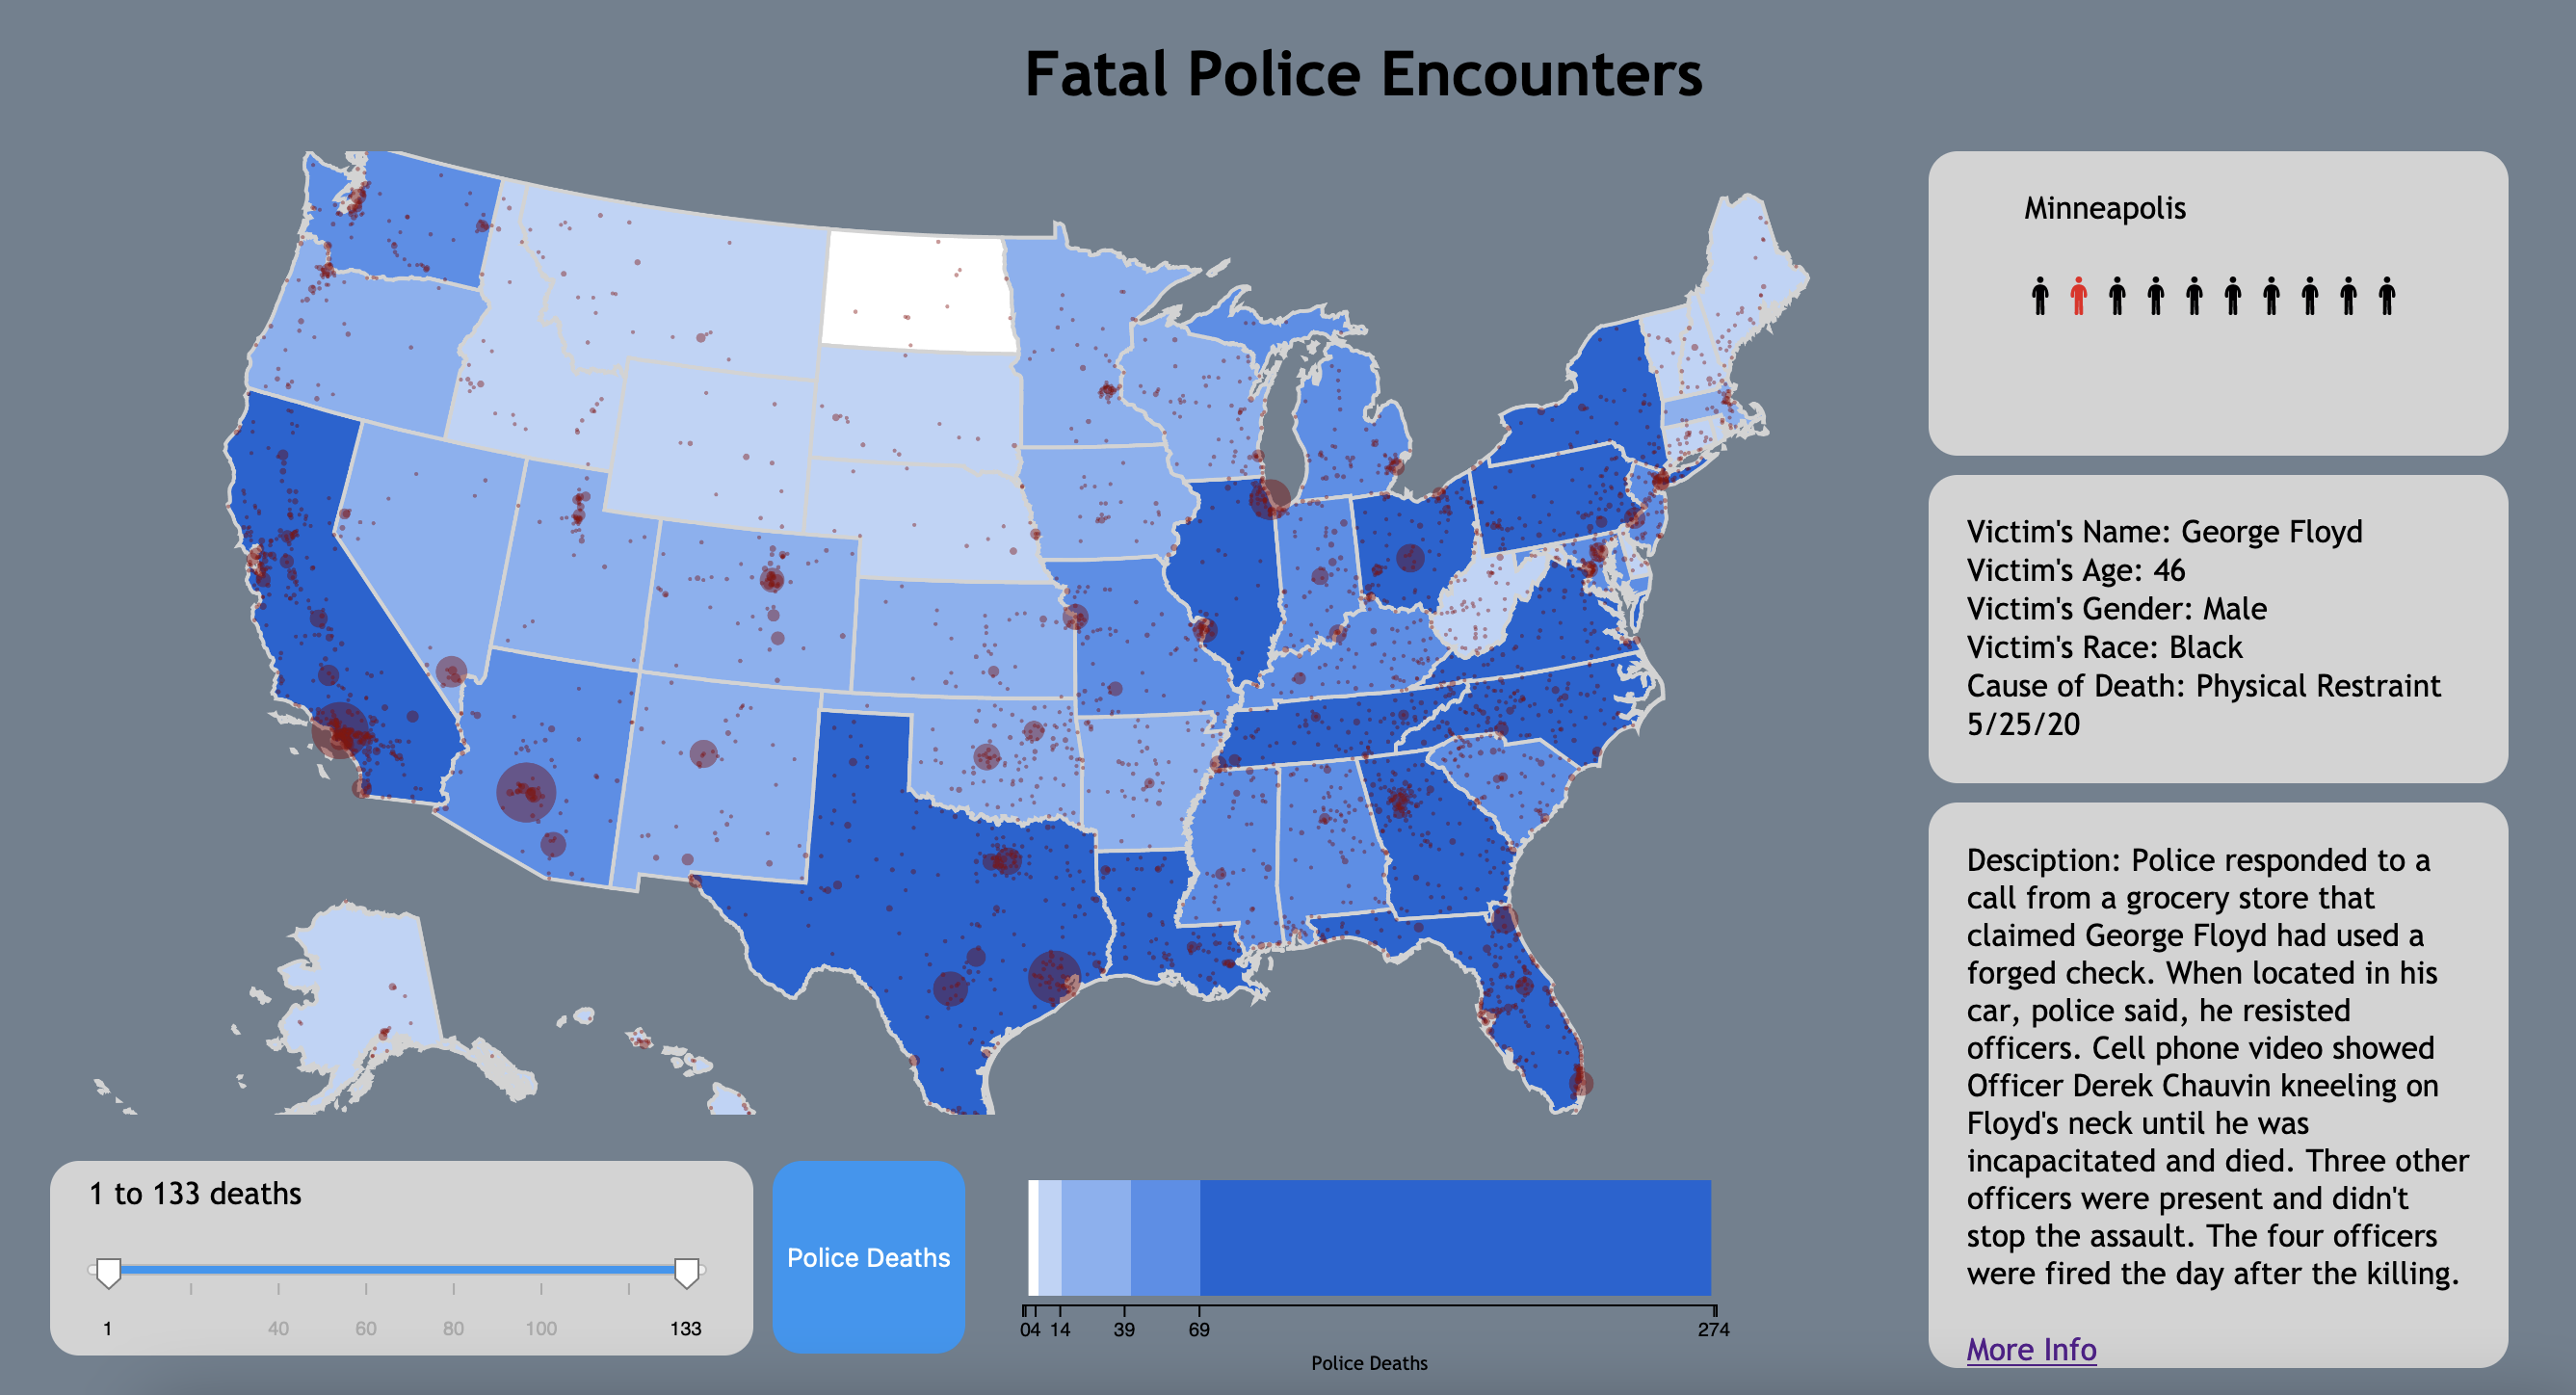 Fatal Police Encounters
Minneapolis
Victim's Name: George Floyd
Victim's Age: 46
Victim's Gender: Male
Victim's Race: Black
Cause of Death: Physical Restraint
5/25/20
Desciption: Police responded to a
call from a grocery store that
claimed George Floyd had used a
forged check. When located in his
car, police said, he resisted
officers. Cell phone video showed
Officer Derek Chauvin kneeling on
Floyd's neck until he was
incapacitated and died. Three other
officers were present and didn't
stop the assault. The four officers
were fired the day after the killing.
More Info
1 to 133 deaths
1 40 60 80 100 133
Police Deaths
0 4 14 39 69 274
Police Deaths